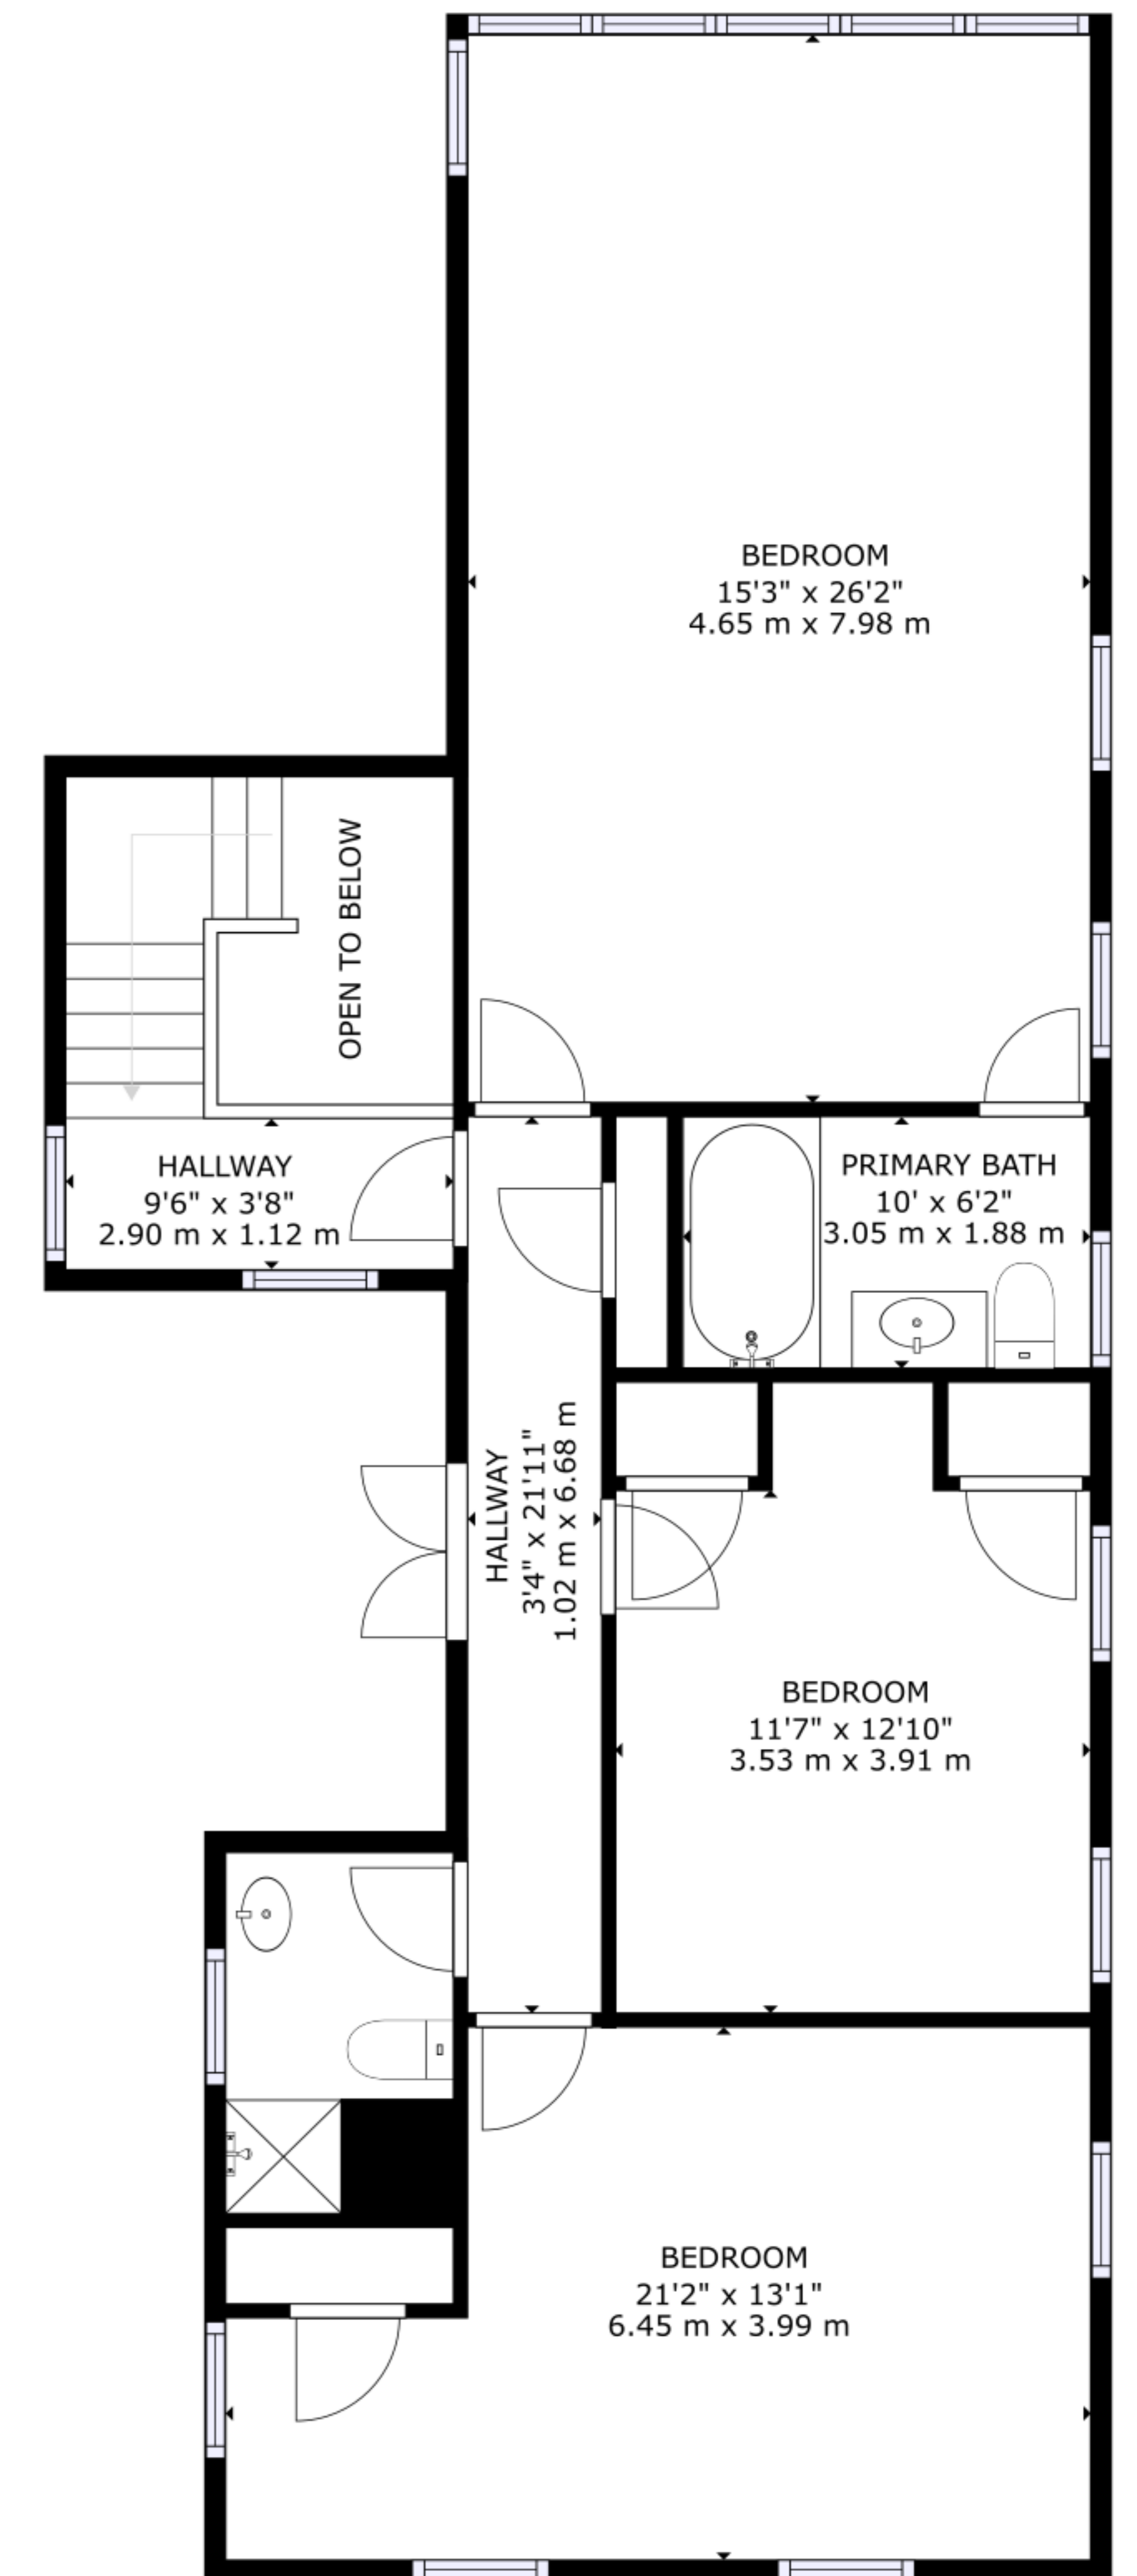 BEDROOM
15'3" x 26'2"
4.65 m x 7.98 m
OPEN TO BELOW
HALLWAY
9'6" x 3'8"
2.90 m x 1.12 m
PRIMARY BATH
10' x 6'2"
3.05 m x 1.88 m
HALLWAY
3'4" x 21'11"
1.02 m x 6.68 m
BEDROOM
11'7" x 12'10"
3.53 m x 3.91 m
BEDROOM
21'2" x 13'1"
6.45 m x 3.99 m